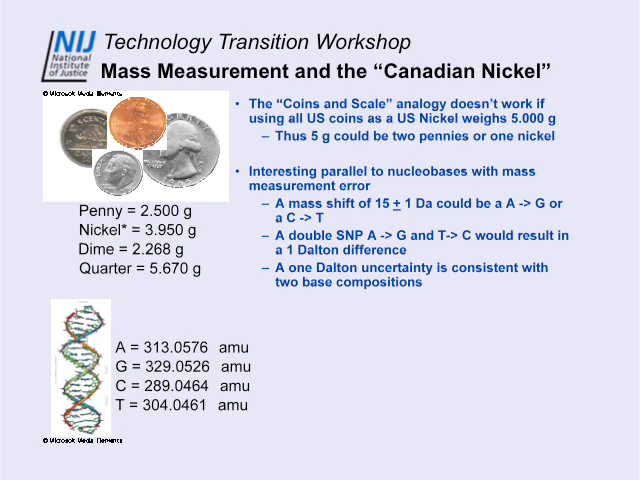 NIJ
National
Institute
of Justice
Technology Transition Workshop
Mass Measurement and the “Canadian Nickel”
© Microsoft Media Elements
5 CENTS
LIBERTY
Penny = 2.500 g
Nickel* = 3.950 g
Dime = 2.268 g
Quarter = 5.670 g
• The “Coins and Scale” analogy doesn’t work if
using all US coins as a US Nickel weighs 5.000 g
– Thus 5 g could be two pennies or one nickel
• Interesting parallel to nucleobases with mass
measurement error
– A mass shift of 15 ± 1 Da could be a A -> G or
a C -> T
– A double SNP A -> G and T-> C would result in
a 1 Dalton difference
– A one Dalton uncertainty is consistent with
two base compositions
A = 313.0576 amu
G = 329.0526 amu
C = 289.0464 amu
T = 304.0461 amu
© Microsoft Media Elements